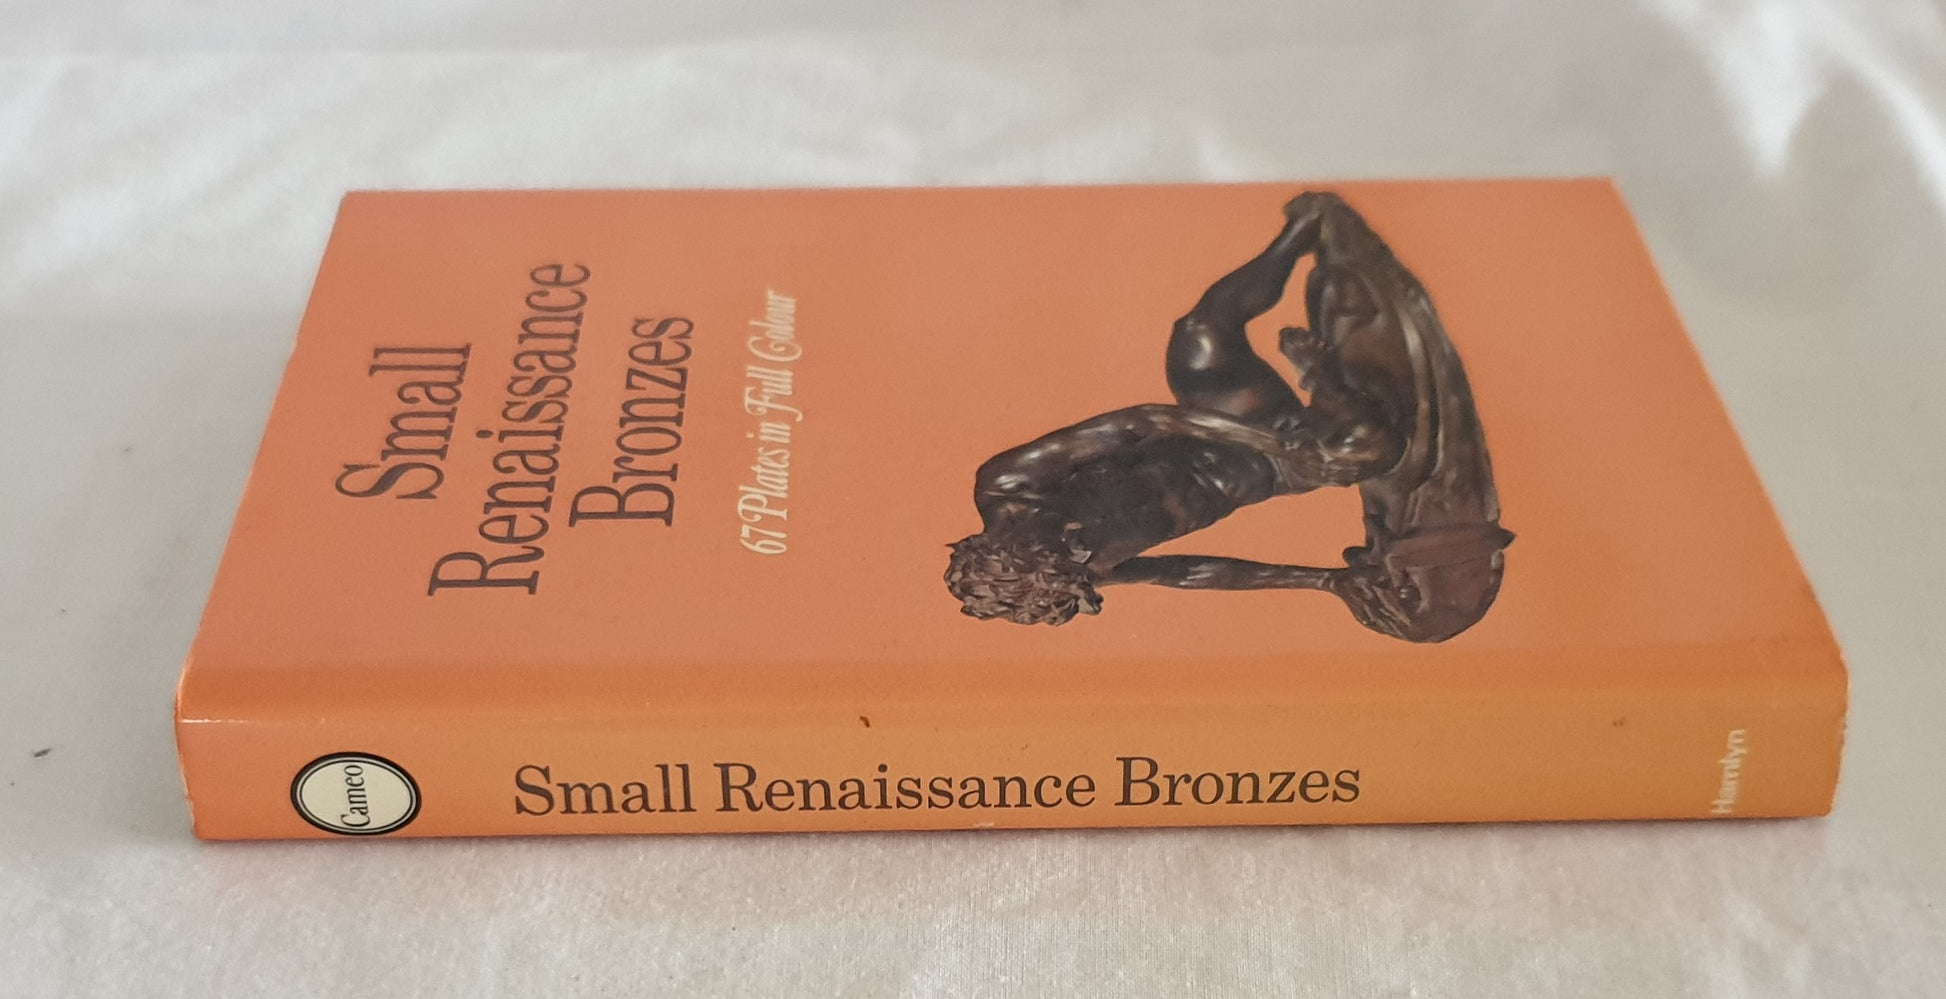 Small
Renaissance
Bronzes
67 Plates in Full Colour
Cameo
Small Renaissance Bronzes
Hamlyn